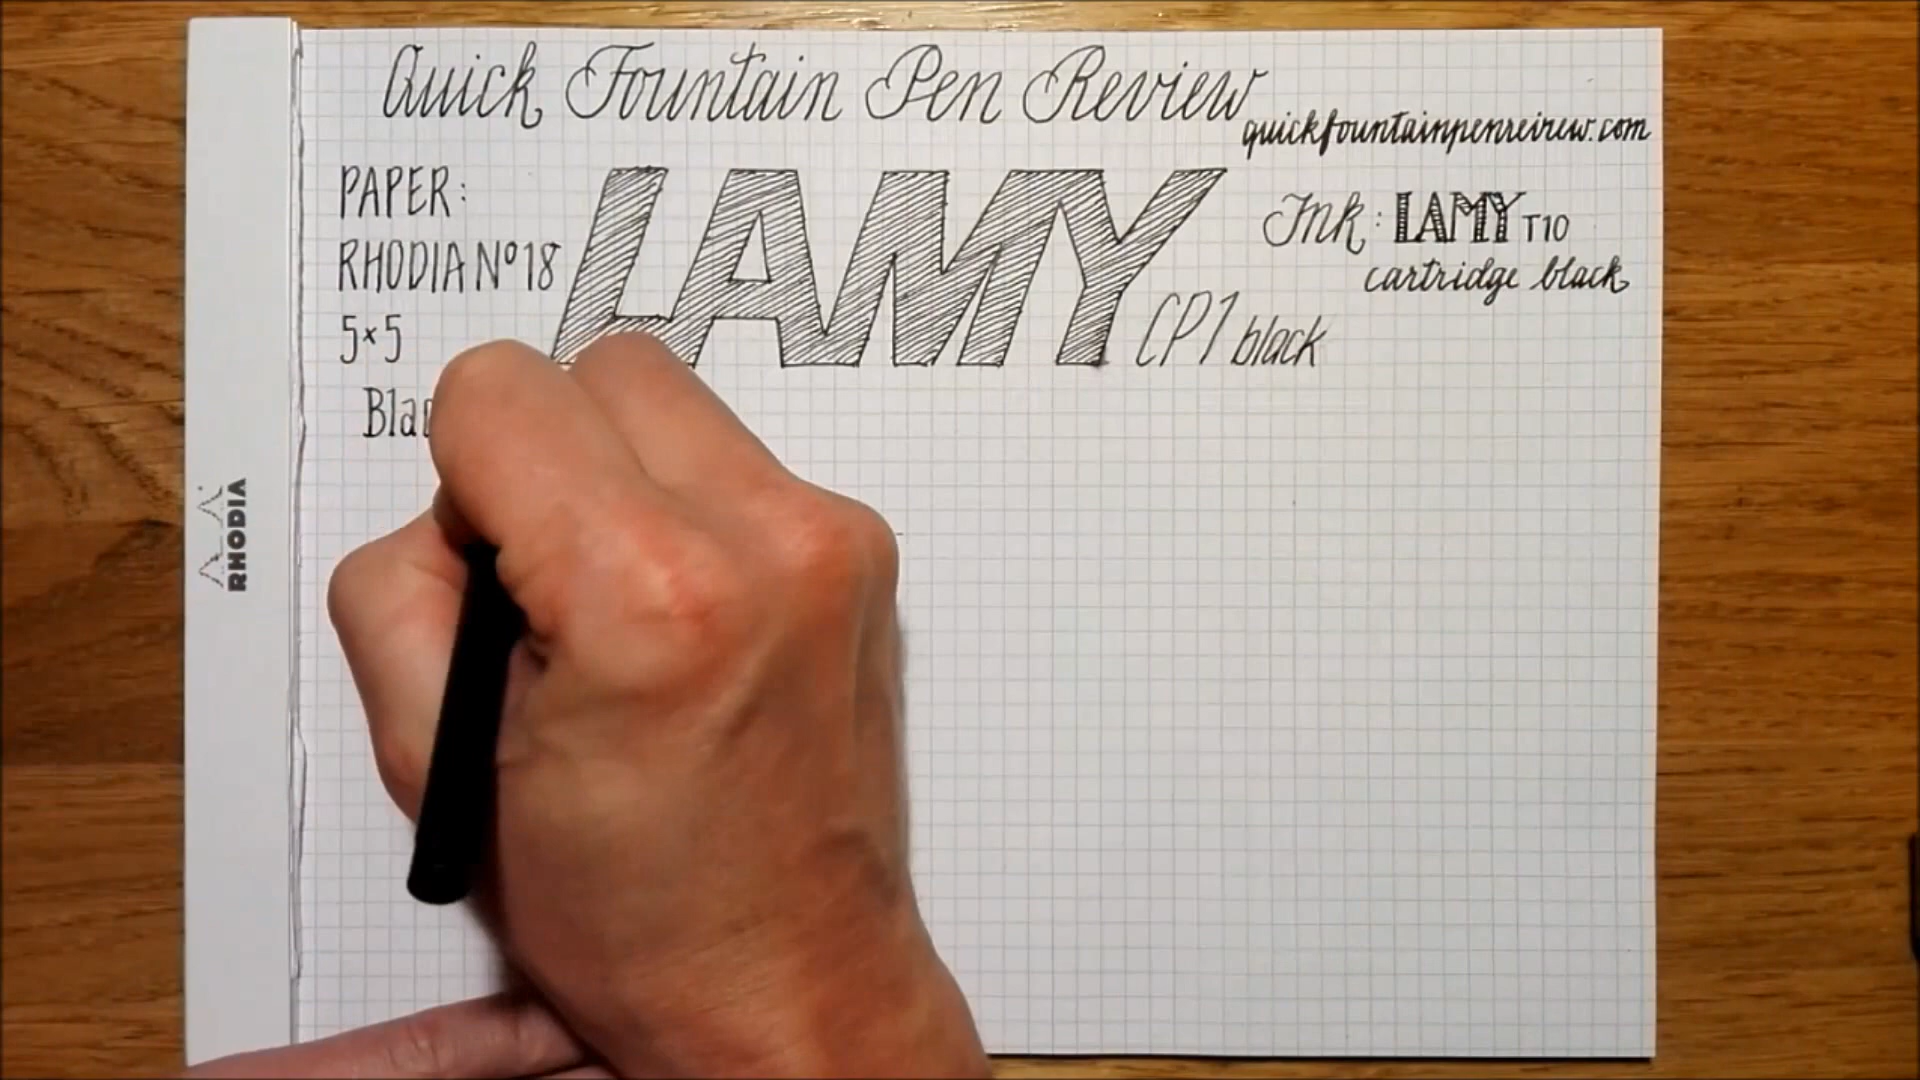 Quick Fountain Pen Review
quickfountainpenreirew.com
PAPER:
RHODIA Nº18
5×5
LAMY
CP1 black
Ink: LAMY T10
cartridge black
RHODIA